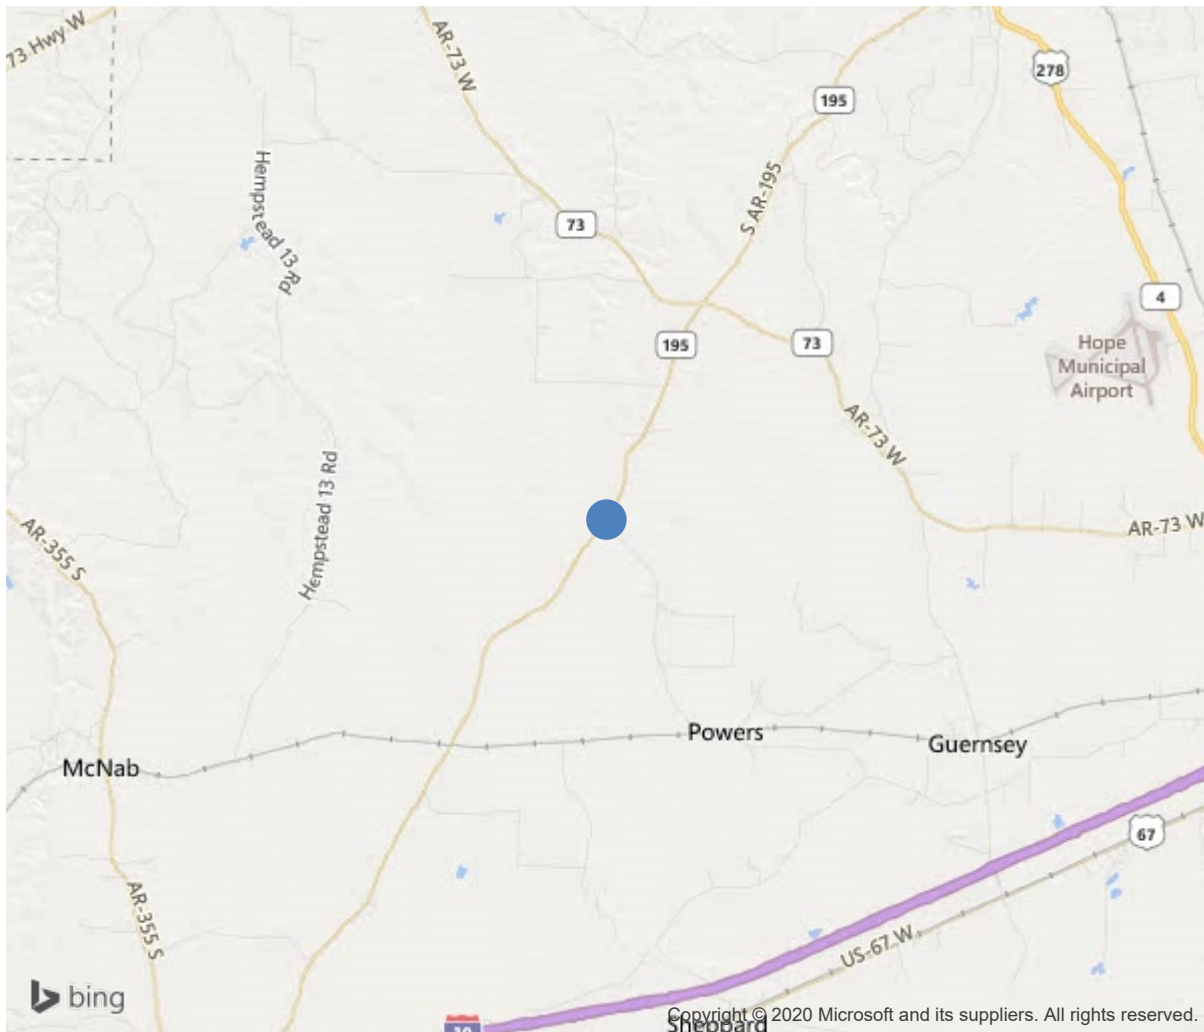 73 Hwy W
AR-73 W
195
278
Hempstead 13 Rd
S AR-195
73
4
195
73
Hope
Municipal
Airport
AR-73 W
Hempstead 13 Rd
AR-355 S
AR-73 W
Powers
Guernsey
McNab
67
AR-355 S
US-67 W
bing
30
Sheppard
Copyright © 2020 Microsoft and its suppliers. All rights reserved.